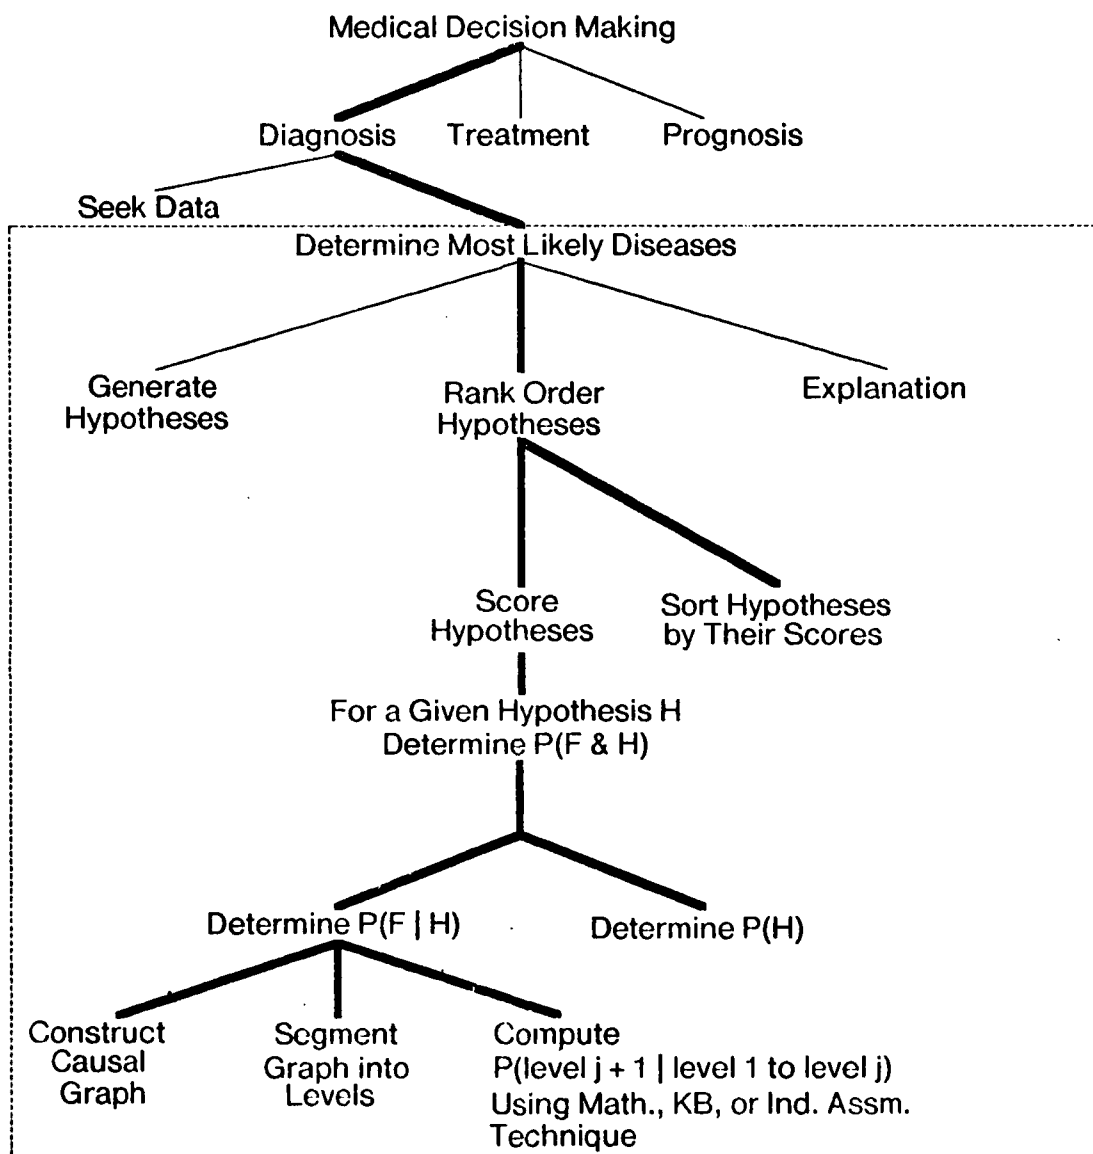 Medical Decision Making
Diagnosis Treatment Prognosis
Seek Data
Determine Most Likely Diseases
Generate
Hypotheses
Rank Order
Hypotheses
Explanation
Score
Hypotheses
Sort Hypotheses
by Their Scores
For a Given Hypothesis H
Determine P(F & H)
Determine P(F | H)
Determine P(H)
Construct
Causal
Graph
Segment
Graph into
Levels
Compute
P(level j + 1 | level 1 to level j)
Using Math., KB, or Ind. Assm.
Technique